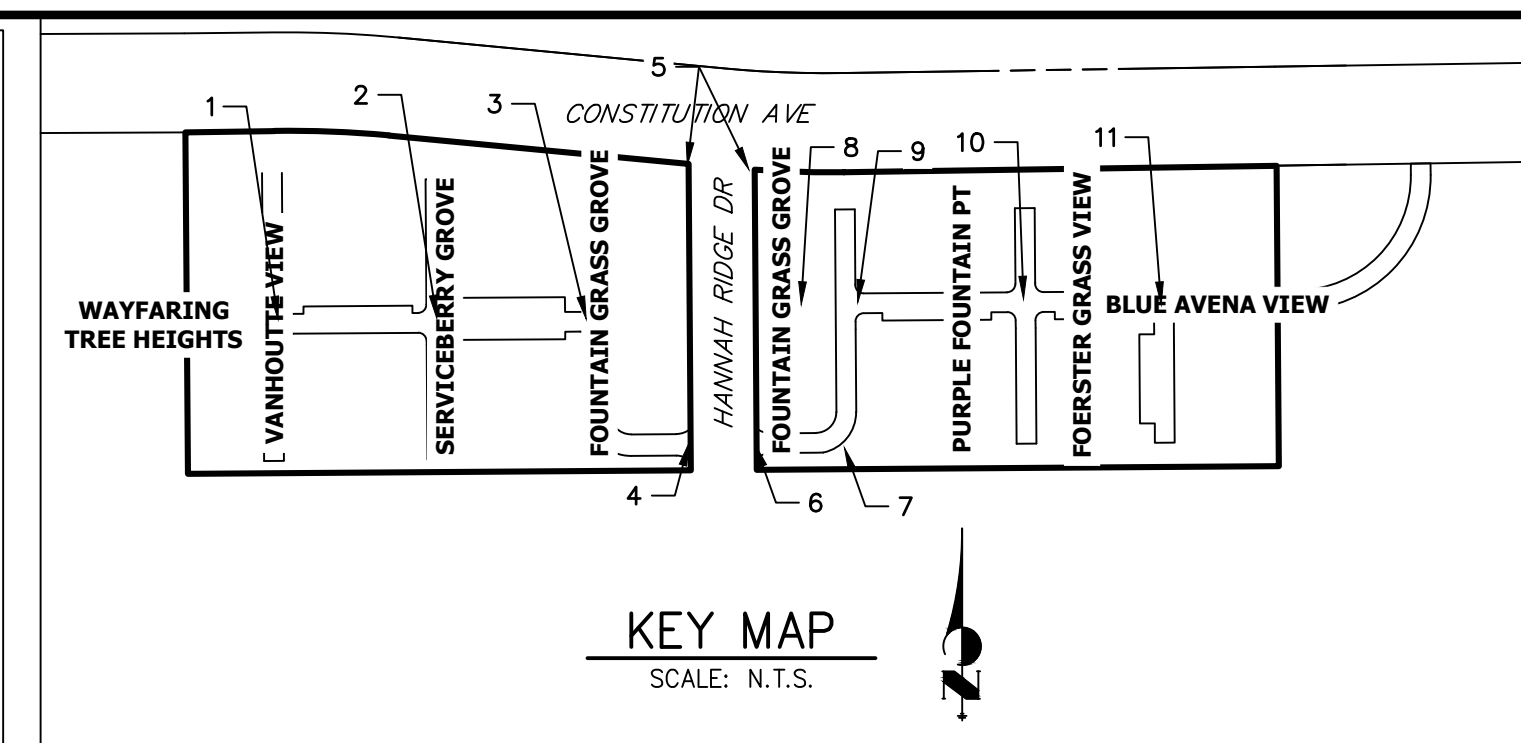 5
CONSTITUTION AVE
1
2
3
8
9
10
11
WAYFARING
TREE HEIGHTS
VANHOUTTE VIEW
SERVICEBERRY GROVE
FOUNTAIN GRASS GROVE
HANNAH RIDGE DR
FOUNTAIN GRASS GROVE
PURPLE FOUNTAIN PT
FOERSTER GRASS VIEW
BLUE AVENA VIEW
4
6
7
KEY MAP
SCALE: N.T.S.
N